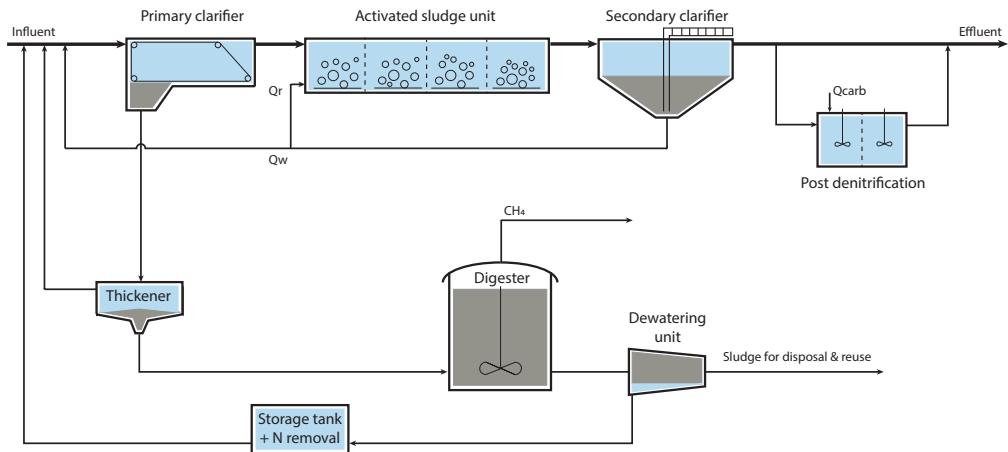 Primary clarifier
Activated sludge unit
Secondary clarifier
Influent
Effluent
Qr
Qw
Qcarb
Post denitrification
CH₄
Thickener
Digester
Dewatering
unit
Sludge for disposal & reuse
Storage tank
+ N removal